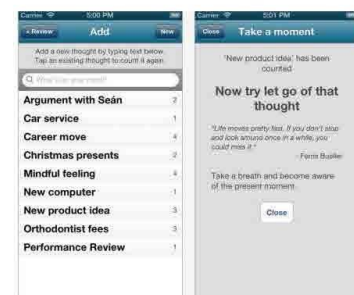 Carrier 5:00 PM
< Review Add New
Add a new thought by typing text below.
Tap an existing thought to count it again.
What's on your mind?
Argument with Seán 2
Car service 1
Career move 4
Christmas presents 2
Mindful feeling 4
New computer 1
New product idea 3
Orthodontist fees 3
Performance Review 1
Carrier 5:01 PM
Close Take a moment
'New product idea' has been
counted
Now try let go of that
thought
"Life moves pretty fast. If you don't stop
and look around once in a while, you
could miss it."
- Ferris Bueller
Take a breath and become aware
of the present moment.
Close